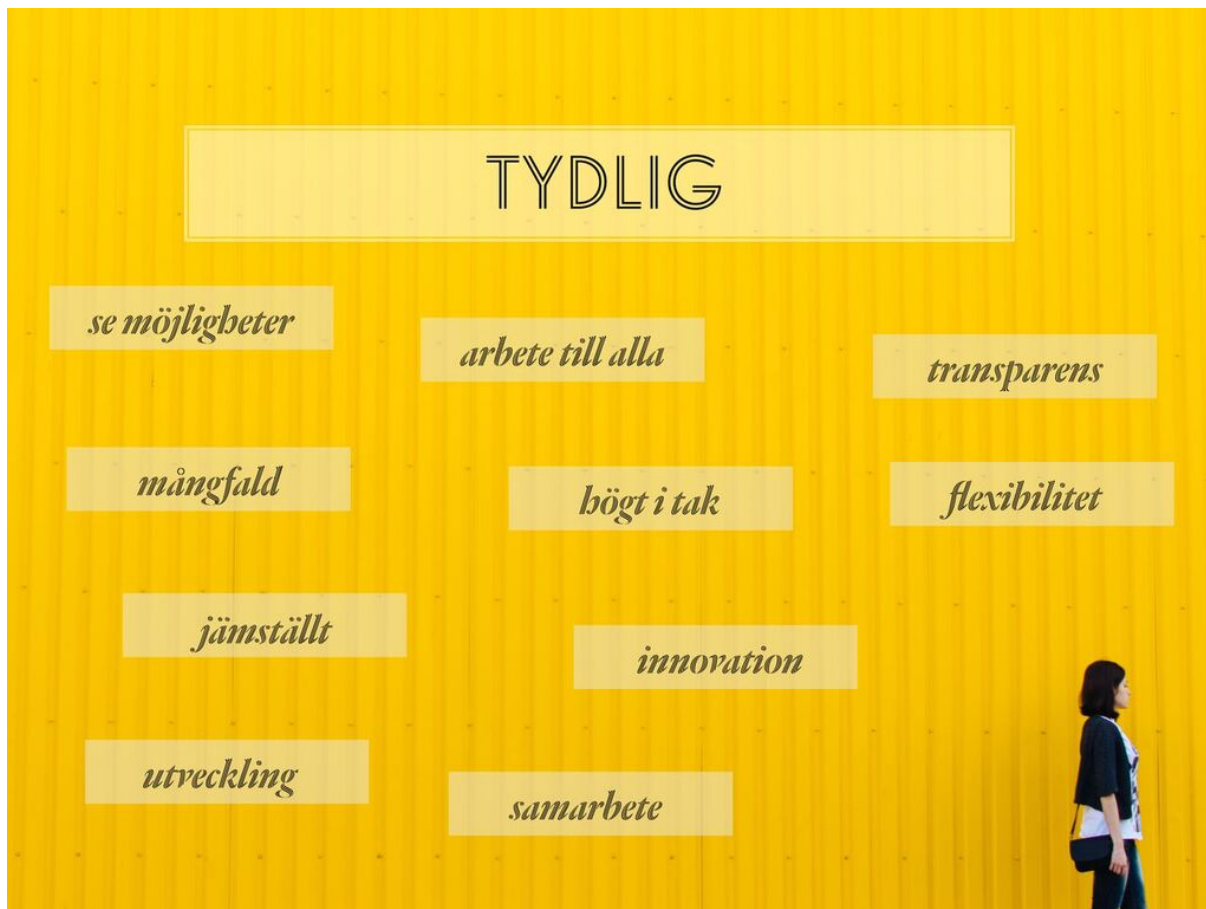 TYDLIG
se möjligheter
arbete till alla
transparens
mångfald
högt i tak
flexibilitet
jämställt
innovation
utveckling
samarbete